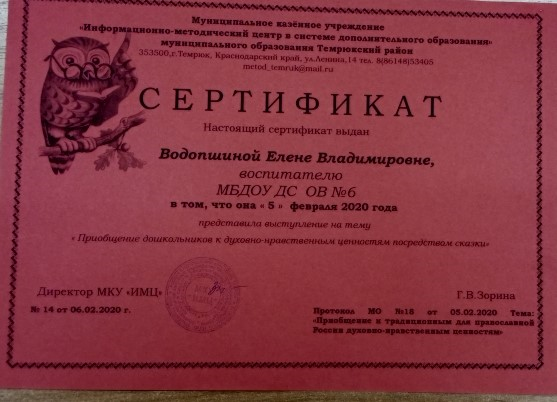 Муниципальное казённое учреждение
«Информационно-методический центр в системе дополнительного образования»
муниципального образования Темрюкский район
353500,г.Темрюк, Краснодарский край, ул.Ленина,14 тел. 8(86148)53405
metod_temruk@mail.ru
СЕРТИФИКАТ
Настоящий сертификат выдан
Водопшиной Елене Владимировне,
воспитателю
МБДОУ ДС ОВ №6
в том, что она « 5 » февраля 2020 года
представила выступление на тему
« Приобщение дошкольников к духовно-нравственным ценностям посредством сказки»
Директор МКУ «ИМЦ»
Г.В.Зорина
№ 14 от 06.02.2020 г.
Протокол МО №18 от 05.02.2020 Тема:
«Приобщение к традиционным для православной
России духовно-нравственным ценностям»